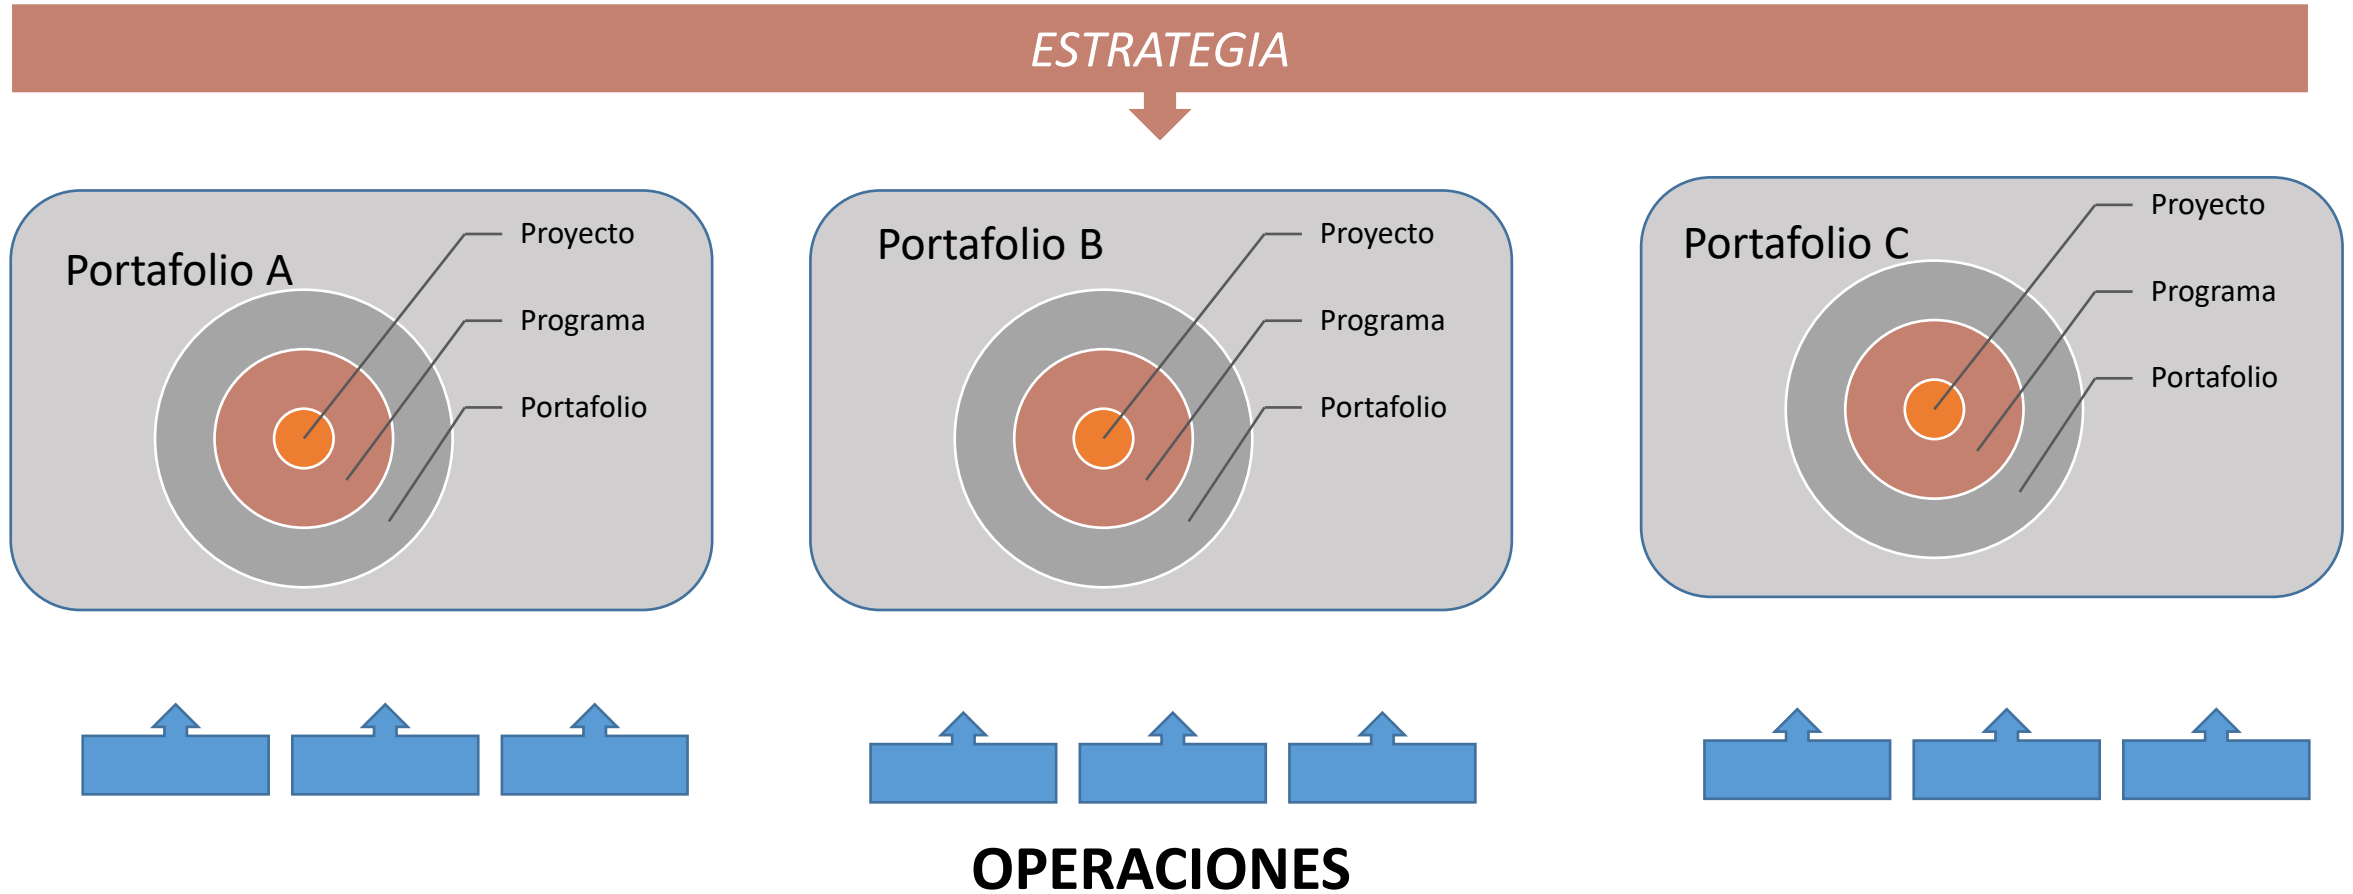 ESTRATEGIA
Portafolio A
Proyecto
Programa
Portafolio
Portafolio B
Proyecto
Programa
Portafolio
Portafolio C
Proyecto
Programa
Portafolio
OPERACIONES